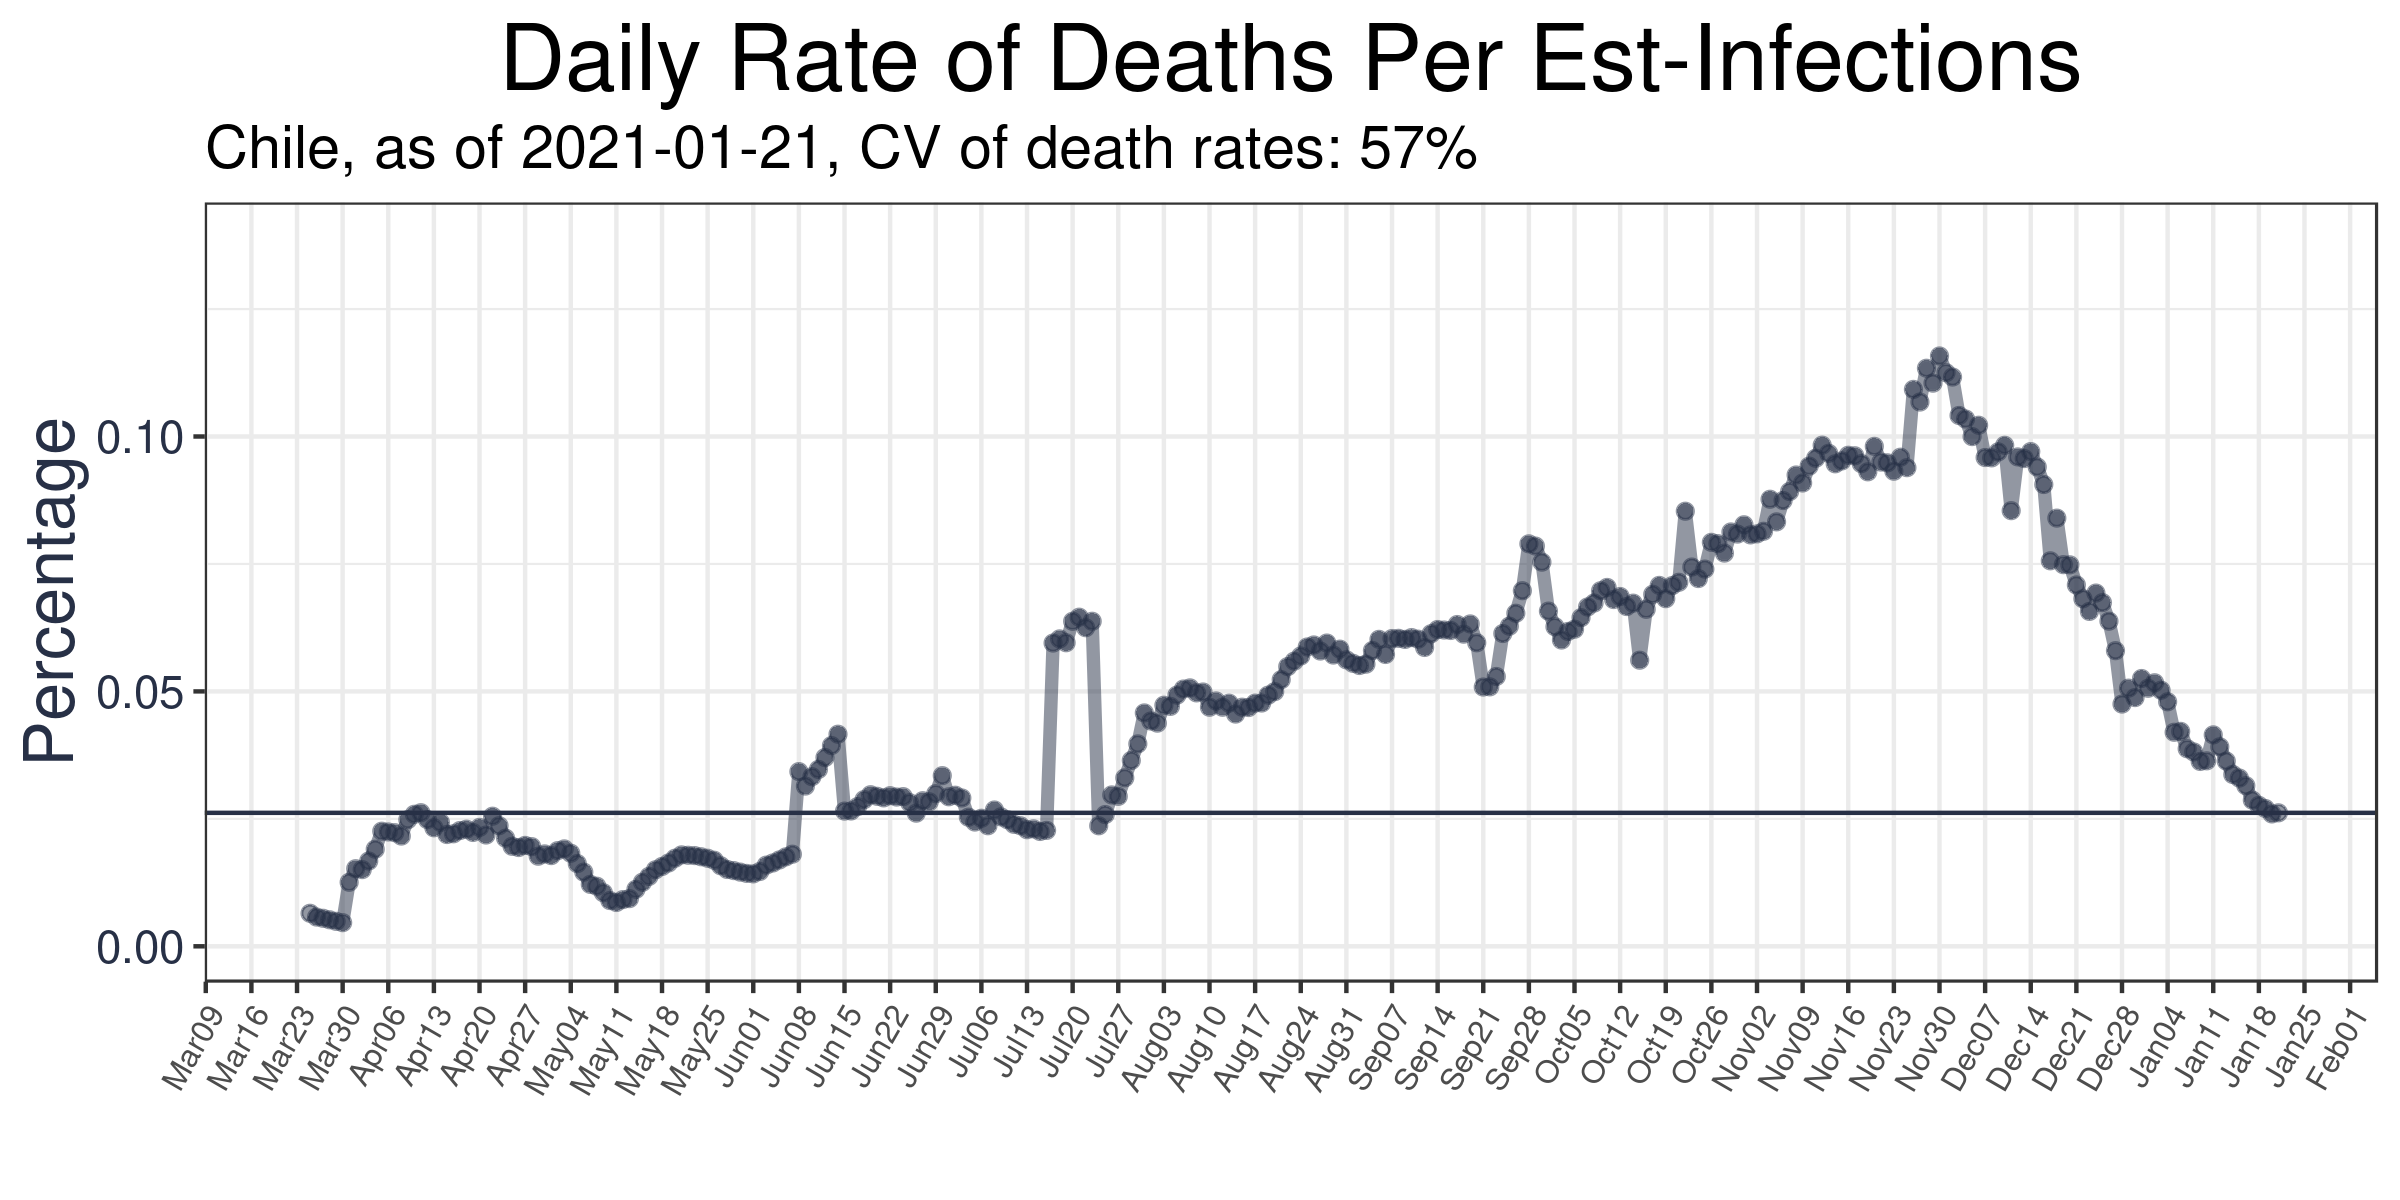 Daily Rate of Deaths Per Est-Infections
Chile, as of 2021-01-21, CV of death rates: 57%
Percentage
0.10
0.05
0.00
Mar09
Mar16
Mar23
Mar30
Apr06
Apr13
Apr20
Apr27
May04
May11
May18
May25
Jun01
Jun08
Jun15
Jun22
Jun29
Jul06
Jul13
Jul20
Jul27
Aug03
Aug10
Aug17
Aug24
Aug31
Sep07
Sep14
Sep21
Sep28
Oct05
Oct12
Oct19
Oct26
Nov02
Nov09
Nov16
Nov23
Nov30
Dec07
Dec14
Dec21
Dec28
Jan04
Jan11
Jan18
Jan25
Feb01